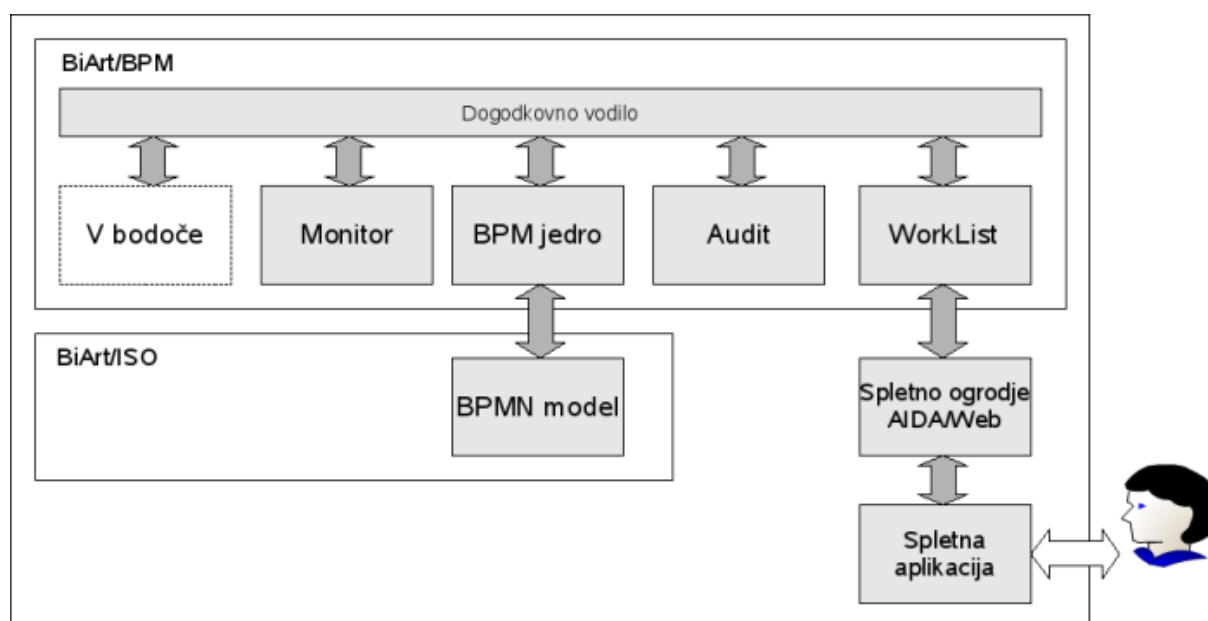 BiArt/BPM
Dogodkovno vodilo
V bodoče
Monitor
BPM jedro
Audit
WorkList
BiArt/ISO
BPMN model
Spletno ogrodje
AIDA/Web
Spletna
aplikacija